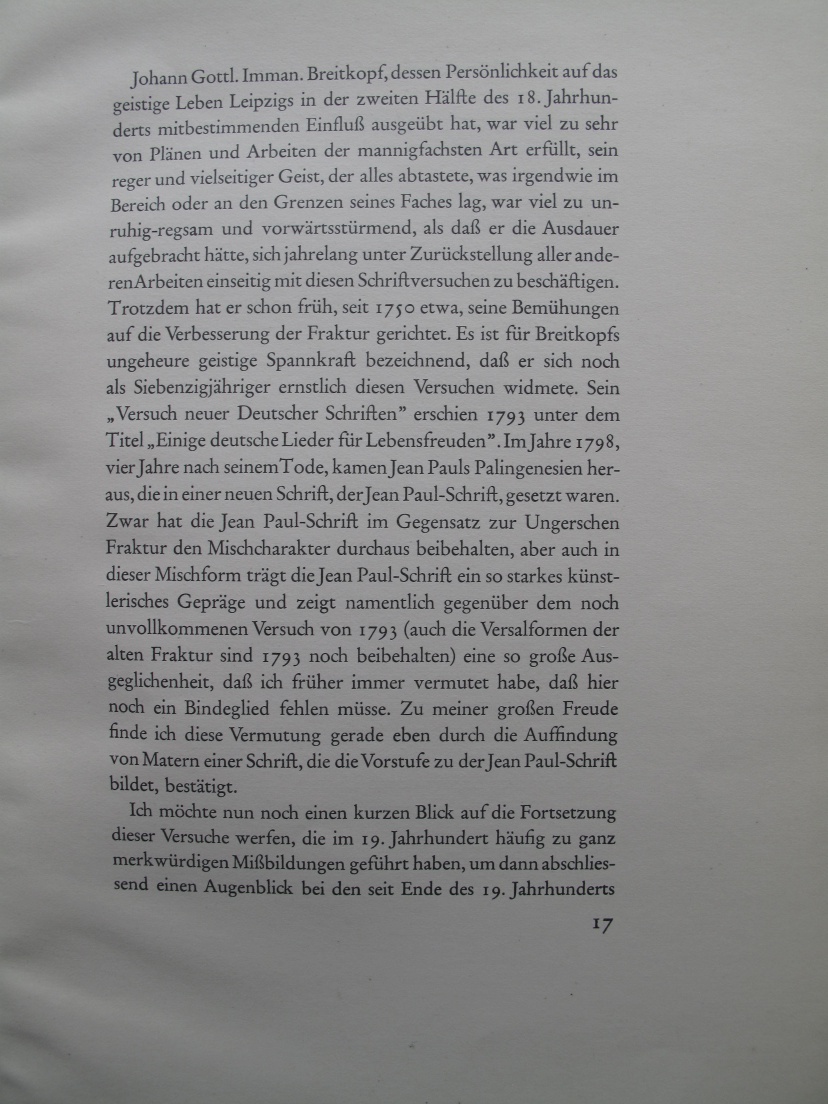 Johann Gottl. Imman. Breitkopf, dessen Persönlichkeit auf das
geistige Leben Leipzigs in der zweiten Hälfte des 18. Jahrhun-
derts mitbestimmenden Einfluß ausgeübt hat, war viel zu sehr
von Plänen und Arbeiten der mannigfachsten Art erfüllt, sein
reger und vielseitiger Geist, der alles abtastete, was irgendwie im
Bereich oder an den Grenzen seines Faches lag, war viel zu un-
ruhig-regsam und vorwärtsstürmend, als daß er die Ausdauer
aufgebracht hätte, sich jahrelang unter Zurückstellung aller ande-
ren Arbeiten einseitig mit diesen Schriftversuchen zu beschäftigen.
Trotzdem hat er schon früh, seit 1750 etwa, seine Bemühungen
auf die Verbesserung der Fraktur gerichtet. Es ist für Breitkopfs
ungeheure geistige Spannkraft bezeichnend, daß er sich noch
als Siebenzigjähriger ernstlich diesen Versuchen widmete. Sein
„Versuch neuer Deutscher Schriften” erschien 1793 unter dem
Titel „Einige deutsche Lieder für Lebensfreuden”. Im Jahre 1798,
vier Jahre nach seinem Tode, kamen Jean Pauls Palingenesien her-
aus, die in einer neuen Schrift, der Jean Paul-Schrift, gesetzt waren.
Zwar hat die Jean Paul-Schrift im Gegensatz zur Ungerschen
Fraktur den Mischcharakter durchaus beibehalten, aber auch in
dieser Mischform trägt die Jean Paul-Schrift ein so starkes künst-
lerisches Gepräge und zeigt namentlich gegenüber dem noch
unvollkommenen Versuch von 1793 (auch die Versalformen der
alten Fraktur sind 1793 noch beibehalten) eine so große Aus-
geglichenheit, daß ich früher immer vermutet habe, daß hier
noch ein Bindeglied fehlen müsse. Zu meiner großen Freude
finde ich diese Vermutung gerade eben durch die Auffindung
von Matern einer Schrift, die die Vorstufe zu der Jean Paul-Schrift
bildet, bestätigt.
Ich möchte nun noch einen kurzen Blick auf die Fortsetzung
dieser Versuche werfen, die im 19. Jahrhundert häufig zu ganz
merkwürdigen Mißbildungen geführt haben, um dann abschlies-
send einen Augenblick bei den seit Ende des 19. Jahrhunderts
17